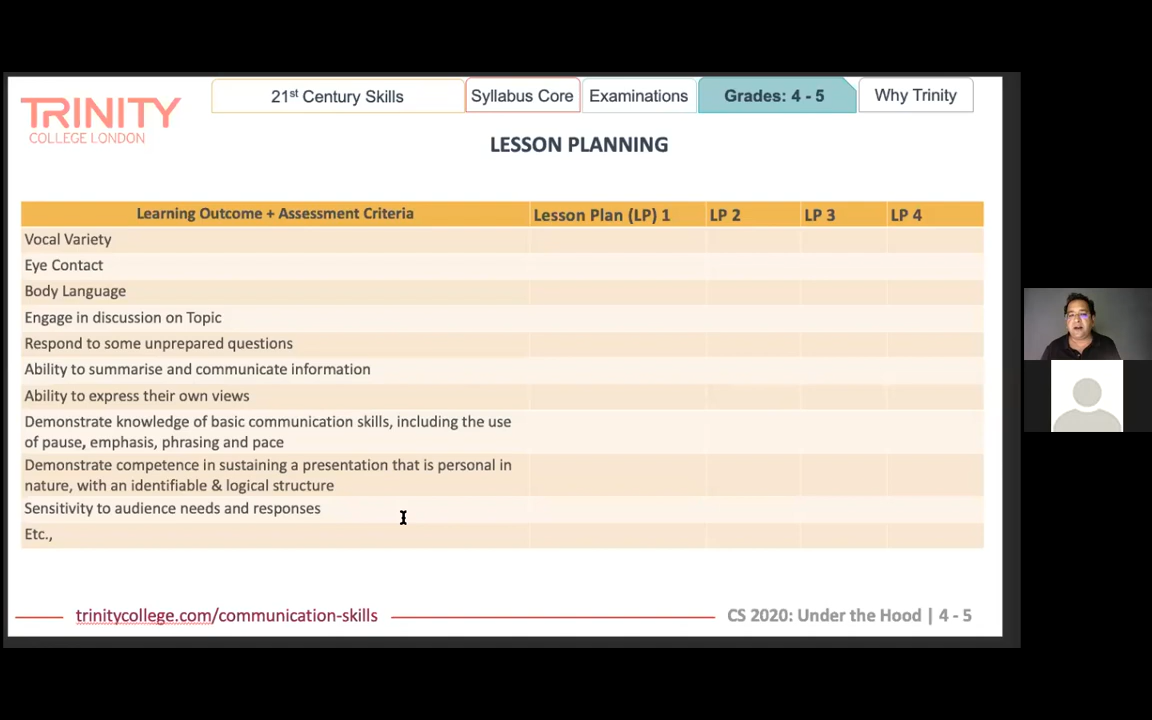 TRINITY
COLLEGE LONDON
21st Century Skills
Syllabus Core
Examinations
Grades: 4 - 5
Why Trinity
LESSON PLANNING
Learning Outcome + Assessment Criteria
Lesson Plan (LP) 1
LP 2
LP 3
LP 4
Vocal Variety
Eye Contact
Body Language
Engage in discussion on Topic
Respond to some unprepared questions
Ability to summarise and communicate information
Ability to express their own views
Demonstrate knowledge of basic communication skills, including the use
of pause, emphasis, phrasing and pace
Demonstrate competence in sustaining a presentation that is personal in
nature, with an identifiable & logical structure
Sensitivity to audience needs and responses
Etc.,
trinitycollege.com/communication-skills
CS 2020: Under the Hood | 4 - 5